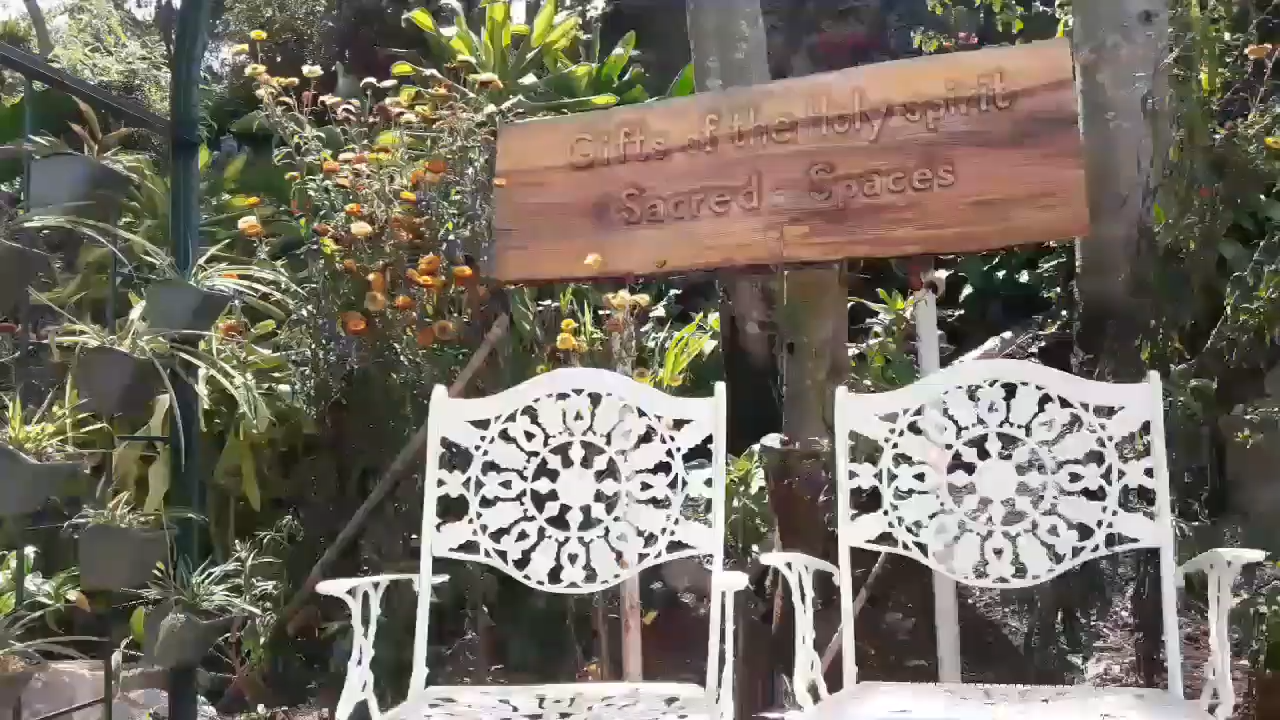 Gifts of the Holy spirit
Sacred - Spaces